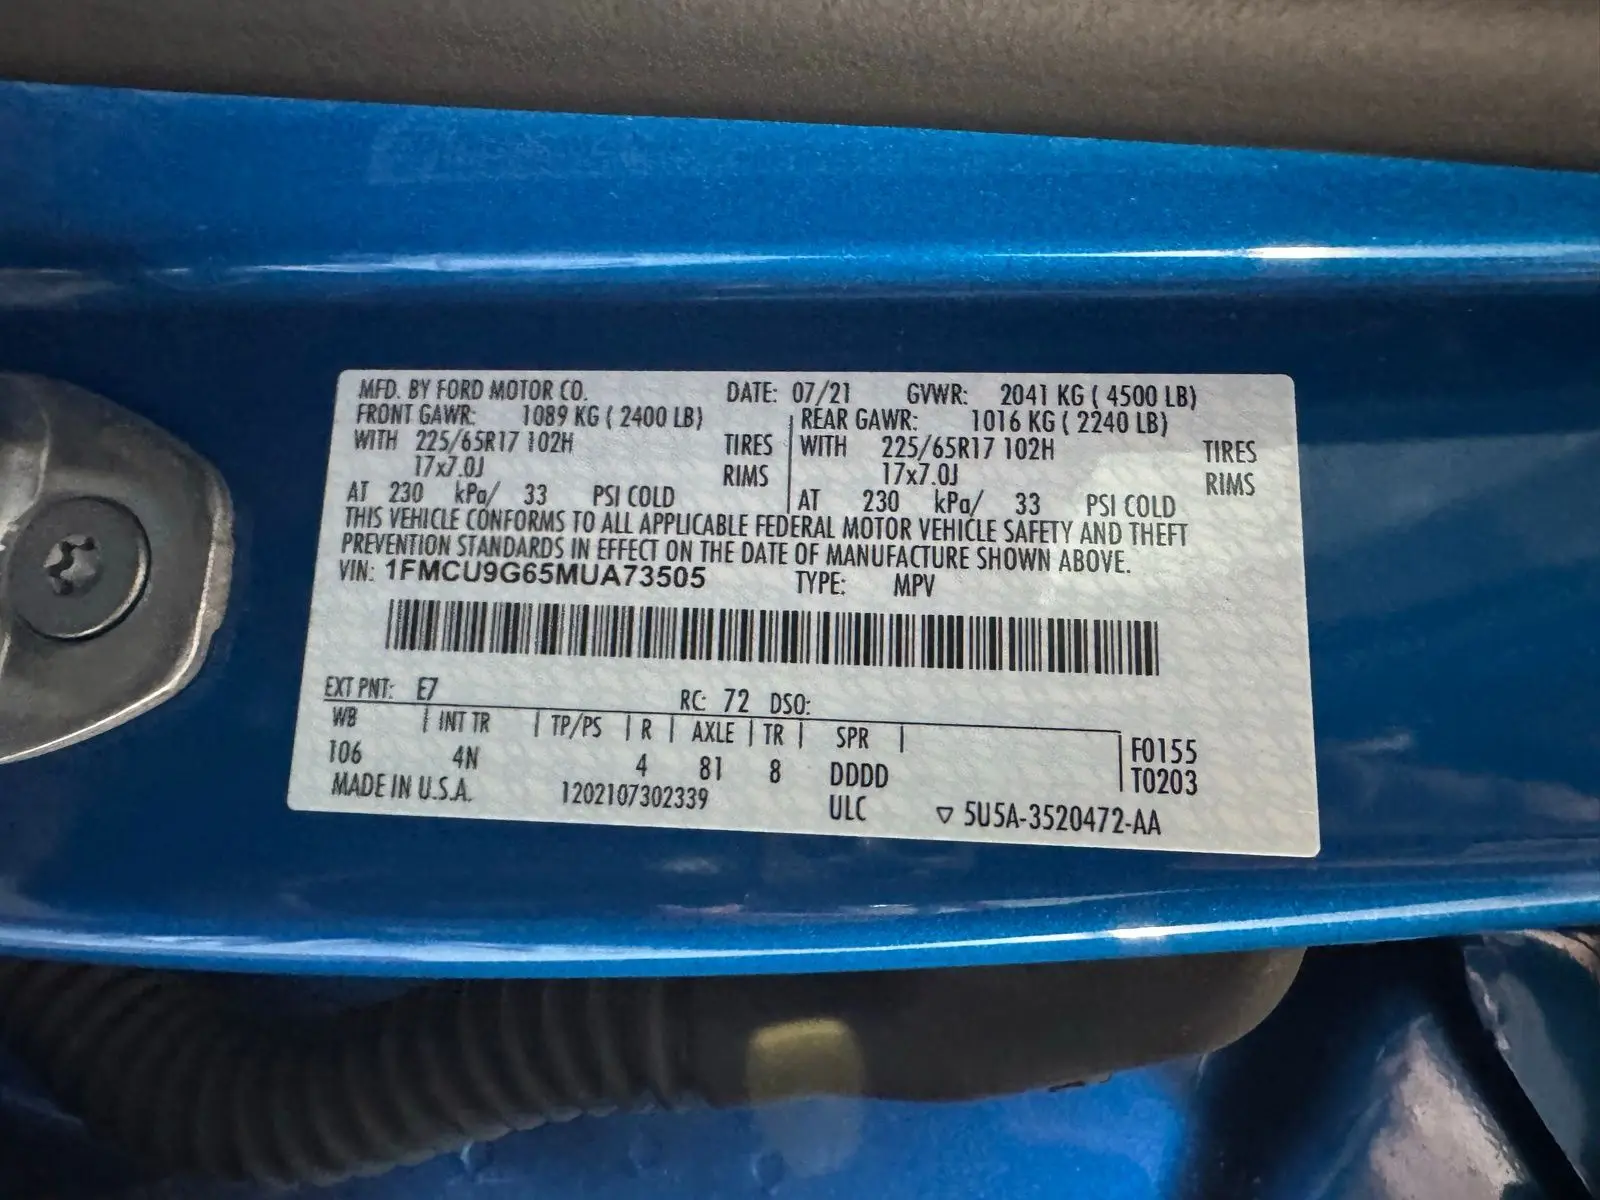 MFD. BY FORD MOTOR CO. DATE: 07/21 GVWR: 2041 KG ( 4500 LB)
FRONT GAWR: 1089 KG ( 2400 LB) REAR GAWR: 1016 KG ( 2240 LB)
WITH 225/65R17 102H TIRES WITH 225/65R17 102H TIRES
17x7.0J RIMS 17x7.0J RIMS
AT 230 kPa/ 33 PSI COLD AT 230 kPa/ 33 PSI COLD
THIS VEHICLE CONFORMS TO ALL APPLICABLE FEDERAL MOTOR VEHICLE SAFETY AND THEFT
PREVENTION STANDARDS IN EFFECT ON THE DATE OF MANUFACTURE SHOWN ABOVE.
VIN: 1FMCU9G65MUA73505 TYPE: MPV
EXT PNT: E7 RC: 72 DSO:
WB INT TR TP/PS R AXLE TR SPR F0155
106 4N 4 81 8 DDDD T0203
MADE IN U.S.A. 1202107302339 ULC ▽ 5U5A-3520472-AA